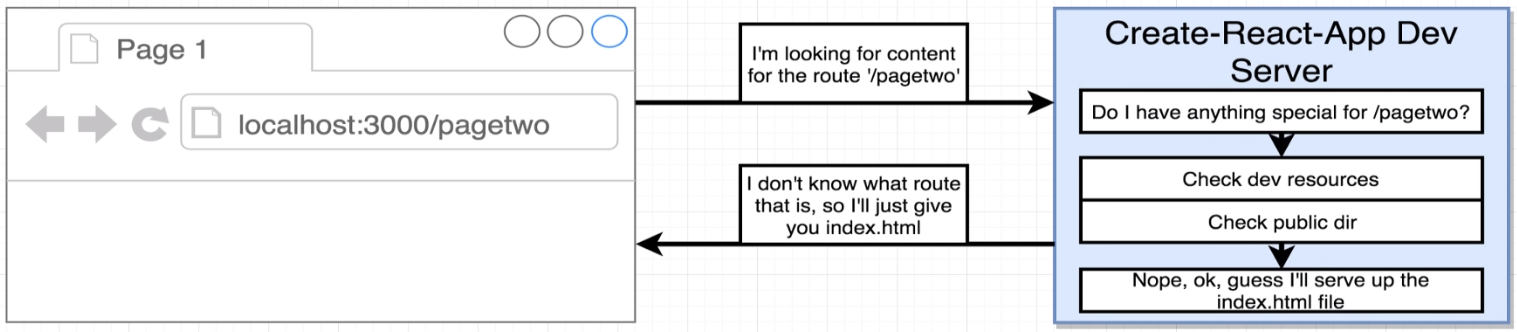 Page 1
localhost:3000/pagetwo
I'm looking for content
for the route '/pagetwo'
I don't know what route
that is, so I'll just give
you index.html
Create-React-App Dev
Server
Do I have anything special for /pagetwo?
Check dev resources
Check public dir
Nope, ok, guess I'll serve up the
index.html file